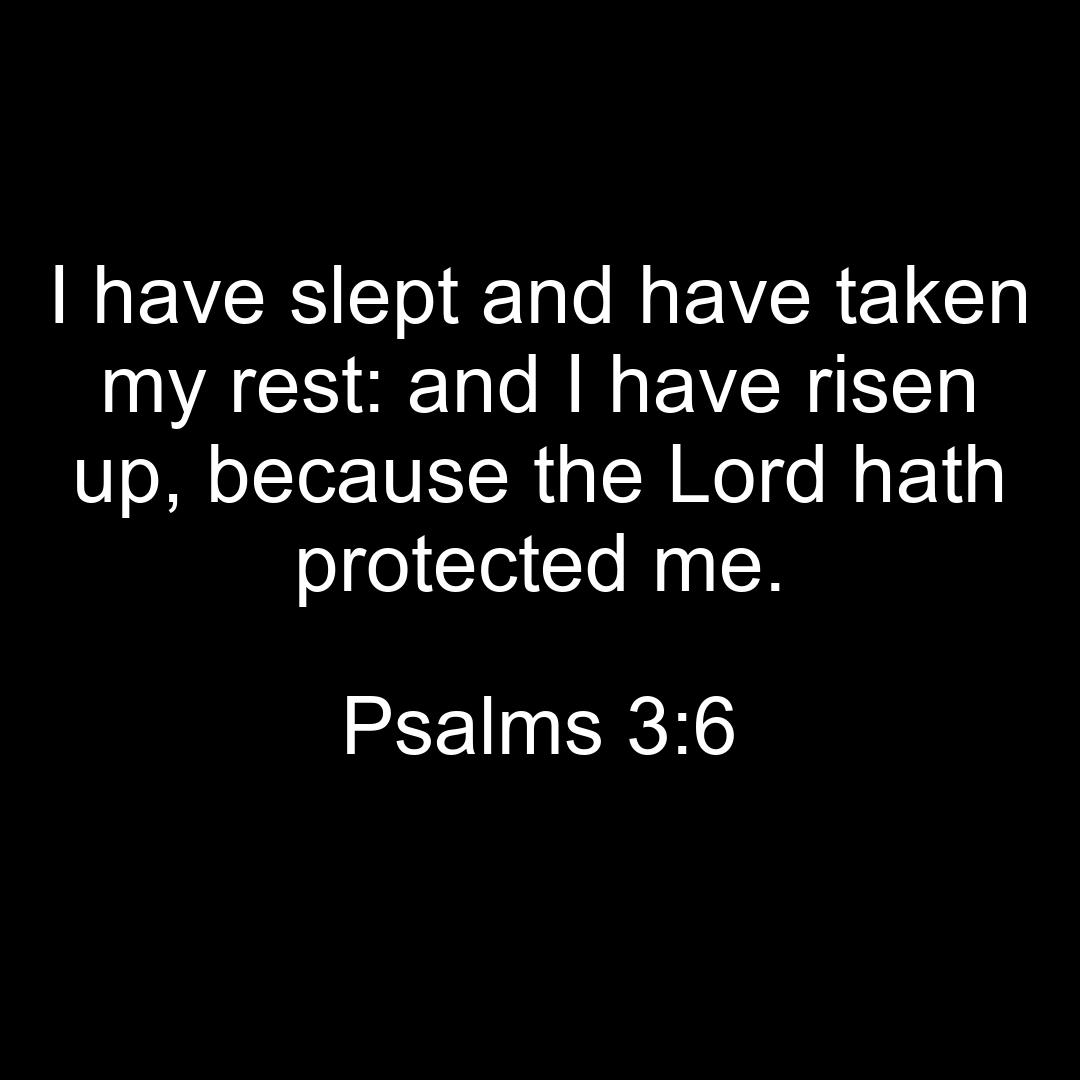 I have slept and have taken
my rest: and I have risen
up, because the Lord hath
protected me.
Psalms 3:6